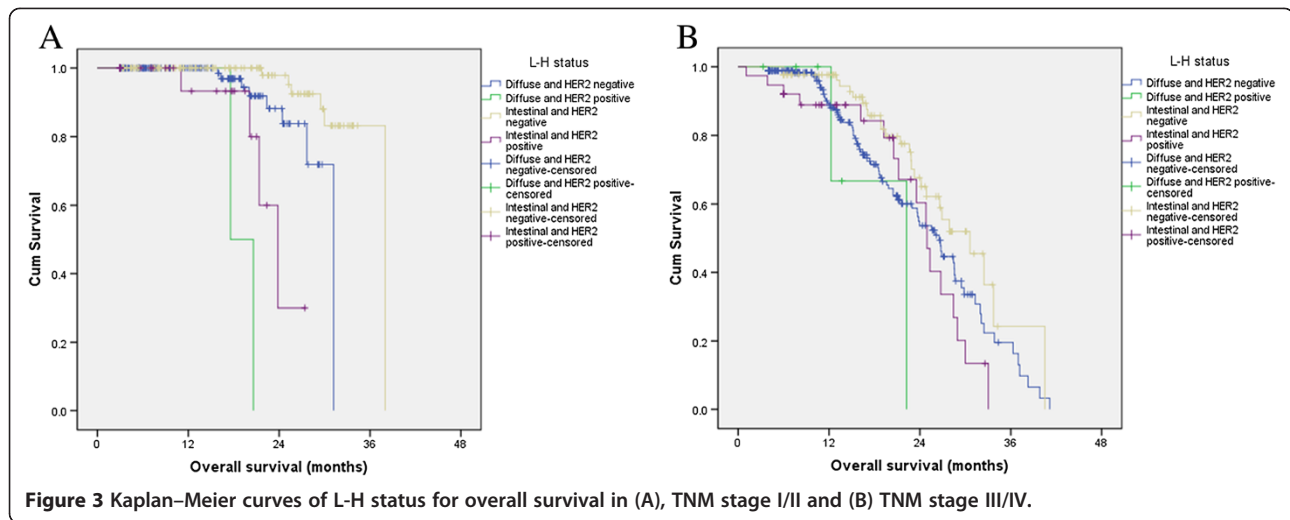 A
L-H status
Diffuse and HER2 negative
Diffuse and HER2 positive
Intestinal and HER2
negative
Intestinal and HER2
positive
Diffuse and HER2
negative-censored
Diffuse and HER2 positive-
censored
Intestinal and HER2
negative-censored
Intestinal and HER2
positive-censored
Cum Survival
1.0
0.8
0.6
0.4
0.2
0.0
0 12 24 36 48
Overall survival (months)
B
L-H status
Diffuse and HER2 negative
Diffuse and HER2 positive
Intestinal and HER2
negative
Intestinal and HER2
positive
Diffuse and HER2
negative-censored
Diffuse and HER2 positive-
censored
Intestinal and HER2
negative-censored
Intestinal and HER2
positive-censored
Cum Survival
1.0
0.8
0.6
0.4
0.2
0.0
0 12 24 36 48
Overall survival (months)
Figure 3 Kaplan–Meier curves of L-H status for overall survival in (A), TNM stage I/II and (B) TNM stage III/IV.